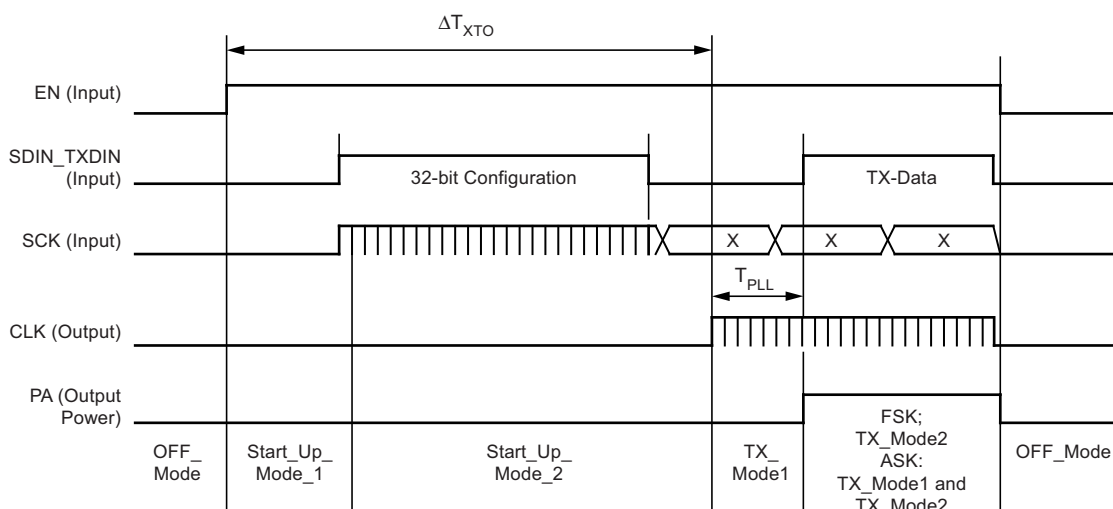 ΔT_XTO
EN (Input)
SDIN_TXDIN
(Input)
32-bit Configuration
TX-Data
SCK (Input)
X
X
X
T_PLL
CLK (Output)
PA (Output
Power)
OFF_
Mode
Start_Up_
Mode_1
Start_Up_
Mode_2
TX_
Mode1
FSK;
TX_Mode2
ASK:
TX_Mode1 and
TX_Mode2
OFF_Mode